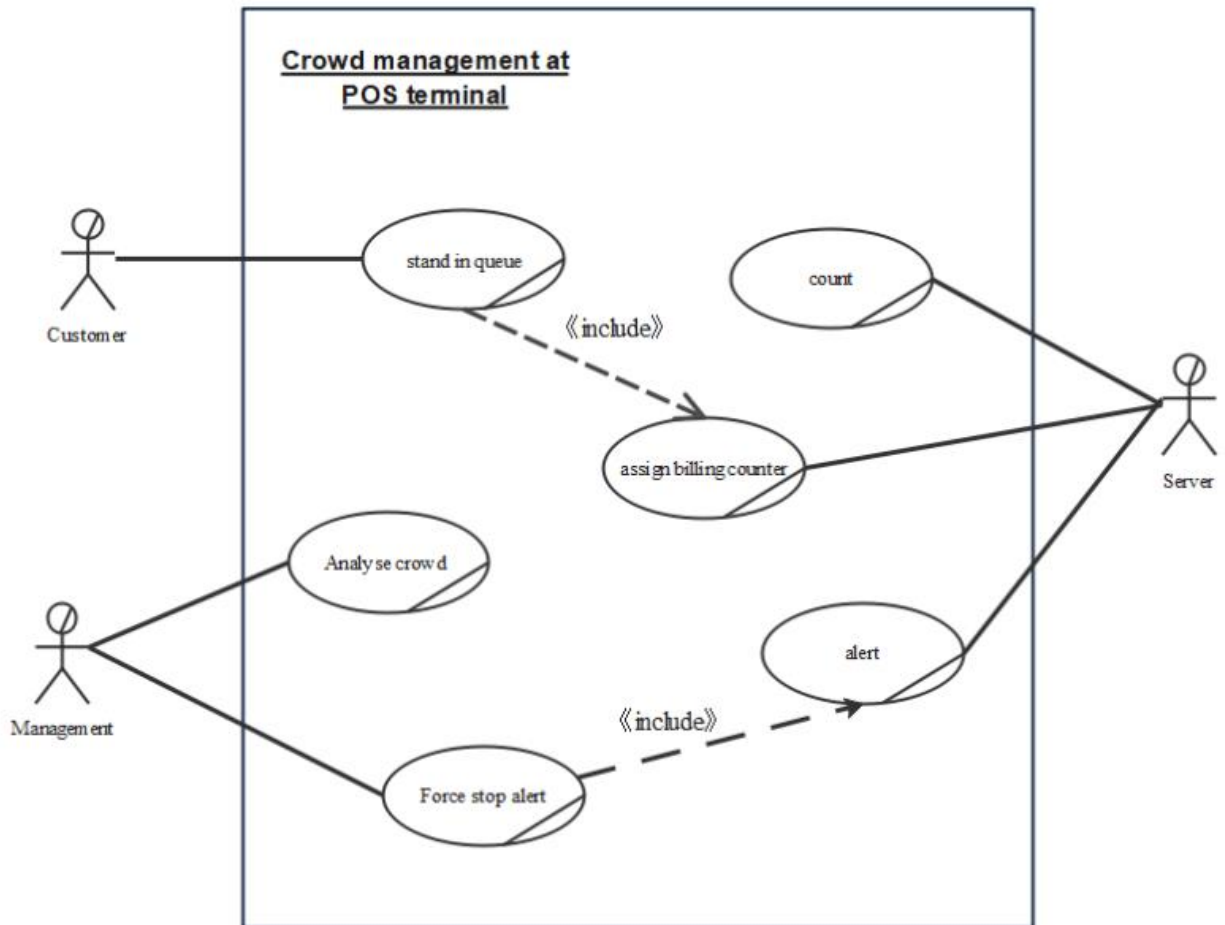 Crowd management at
POS terminal
stand in queue
count
《include》
Customer
assign billing counter
Server
Analyse crowd
alert
Management
《include》
Force stop alert